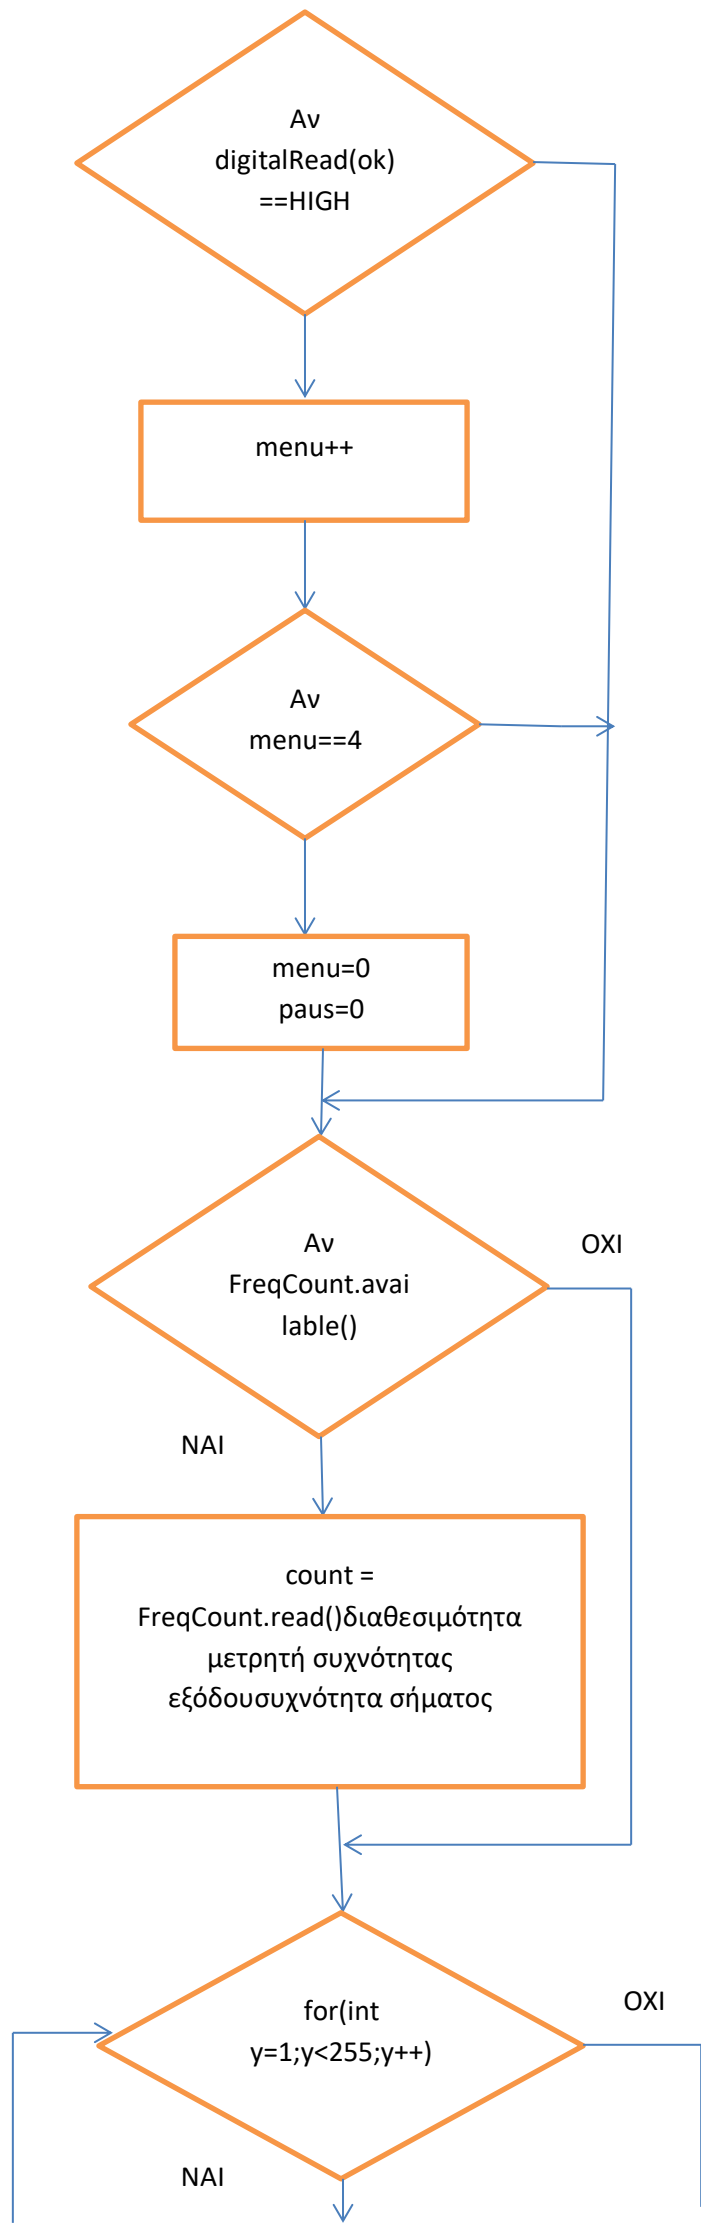 Αν
digitalRead(ok)
==HIGH
menu++
Αν
menu==4
menu=0
paus=0
Αν
FreqCount.avai
lable()
ΟΧΙ
ΝΑΙ
count =
FreqCount.read()διαθεσιμότητα
μετρητή συχνότητας
εξόδουσυχνότητα σήματος
for(int
y=1;y<255;y++)
ΟΧΙ
ΝΑΙ